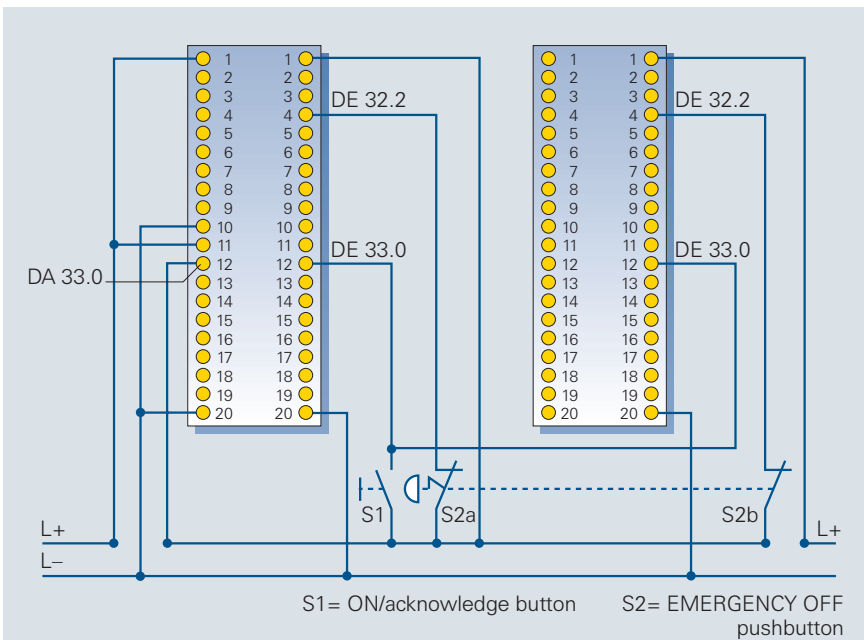 1 1 1 1
2 2 2 2
3 3 DE 32.2 3 3 DE 32.2
4 4 4 4
5 5 5 5
6 6 6 6
7 7 7 7
8 8 8 8
9 9 9 9
10 10 10 10
11 11 DE 33.0 11 11 DE 33.0
12 12 12 12
DA 33.0 13 13 13 13
14 14 14 14
15 15 15 15
16 16 16 16
17 17 17 17
18 18 18 18
19 19 19 19
20 20 20 20
S1 S2a S2b
L+ L+
L–
S1= ON/acknowledge button S2= EMERGENCY OFF
pushbutton